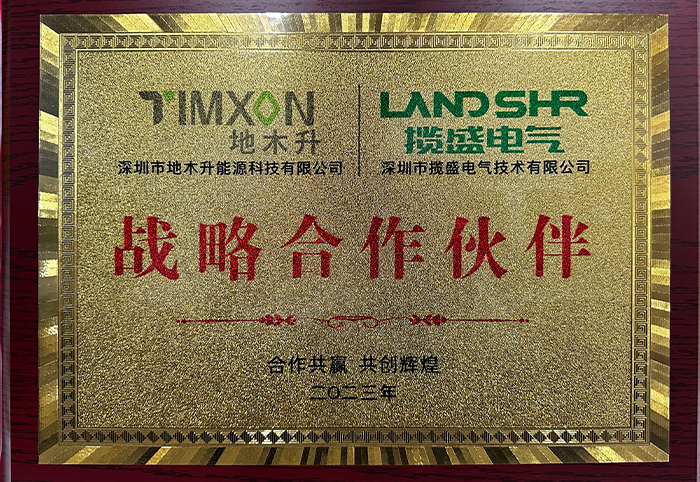 TIMXON
地木升
深圳市地木升能源科技有限公司
LANDSHR
揽盛电气
深圳市揽盛电气技术有限公司
战略合作伙伴
合作共赢 共创辉煌
二〇二三年